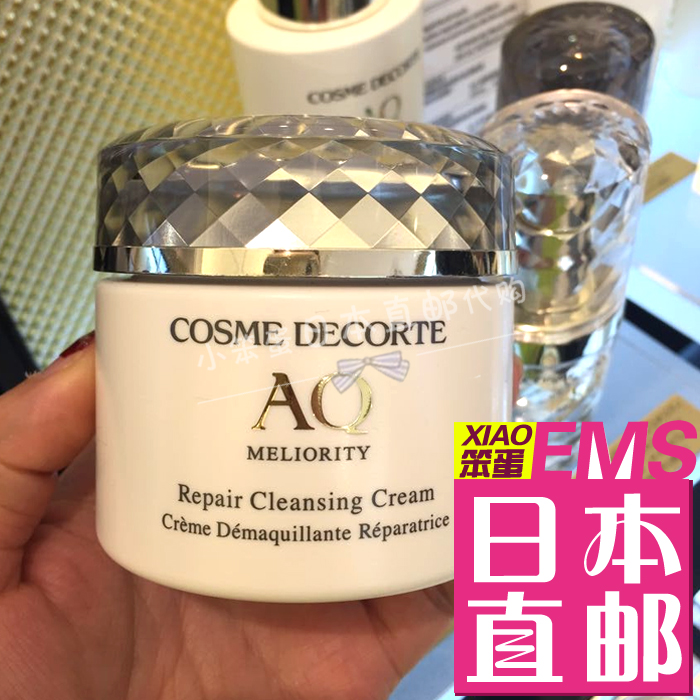 COSME DECORTE
AQ
COSME DECORTE
小笨蛋日本直邮代购
AQ
MELIORITY
Repair Cleansing Cream
Crème Démaquillante Réparatrice
XIAO
笨蛋
EMS
日本
直邮